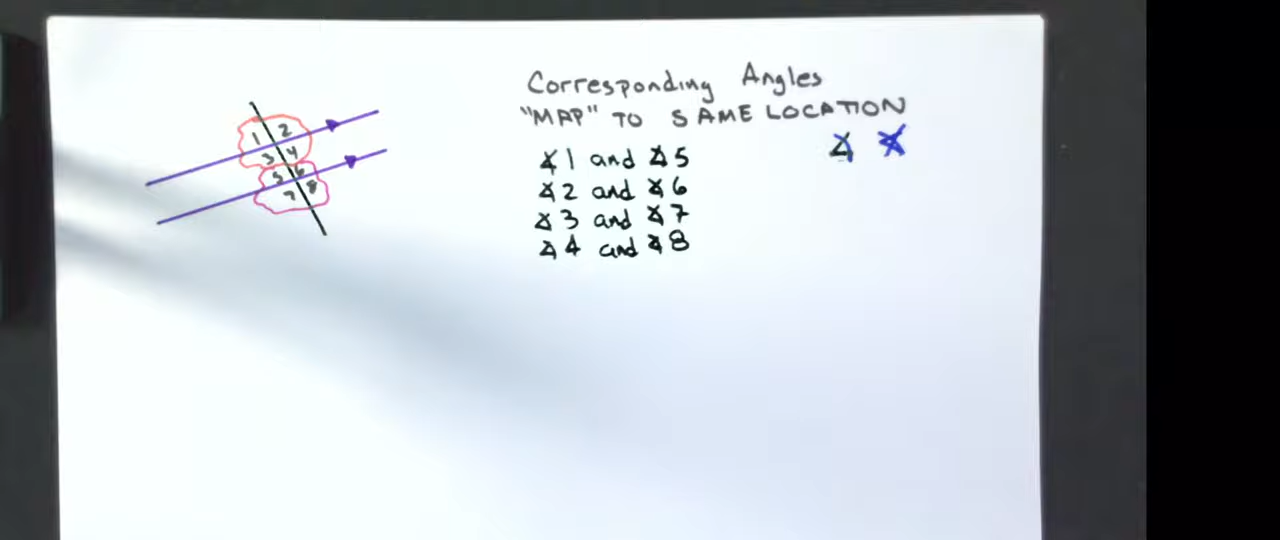 Corresponding Angles
"MAP" TO SAME LOCATION
∡1 and ∡5
∡2 and ∡6
∡3 and ∡7
∡4 and ∡8
∡ ∡
1 2
3 4
5 6
7 8